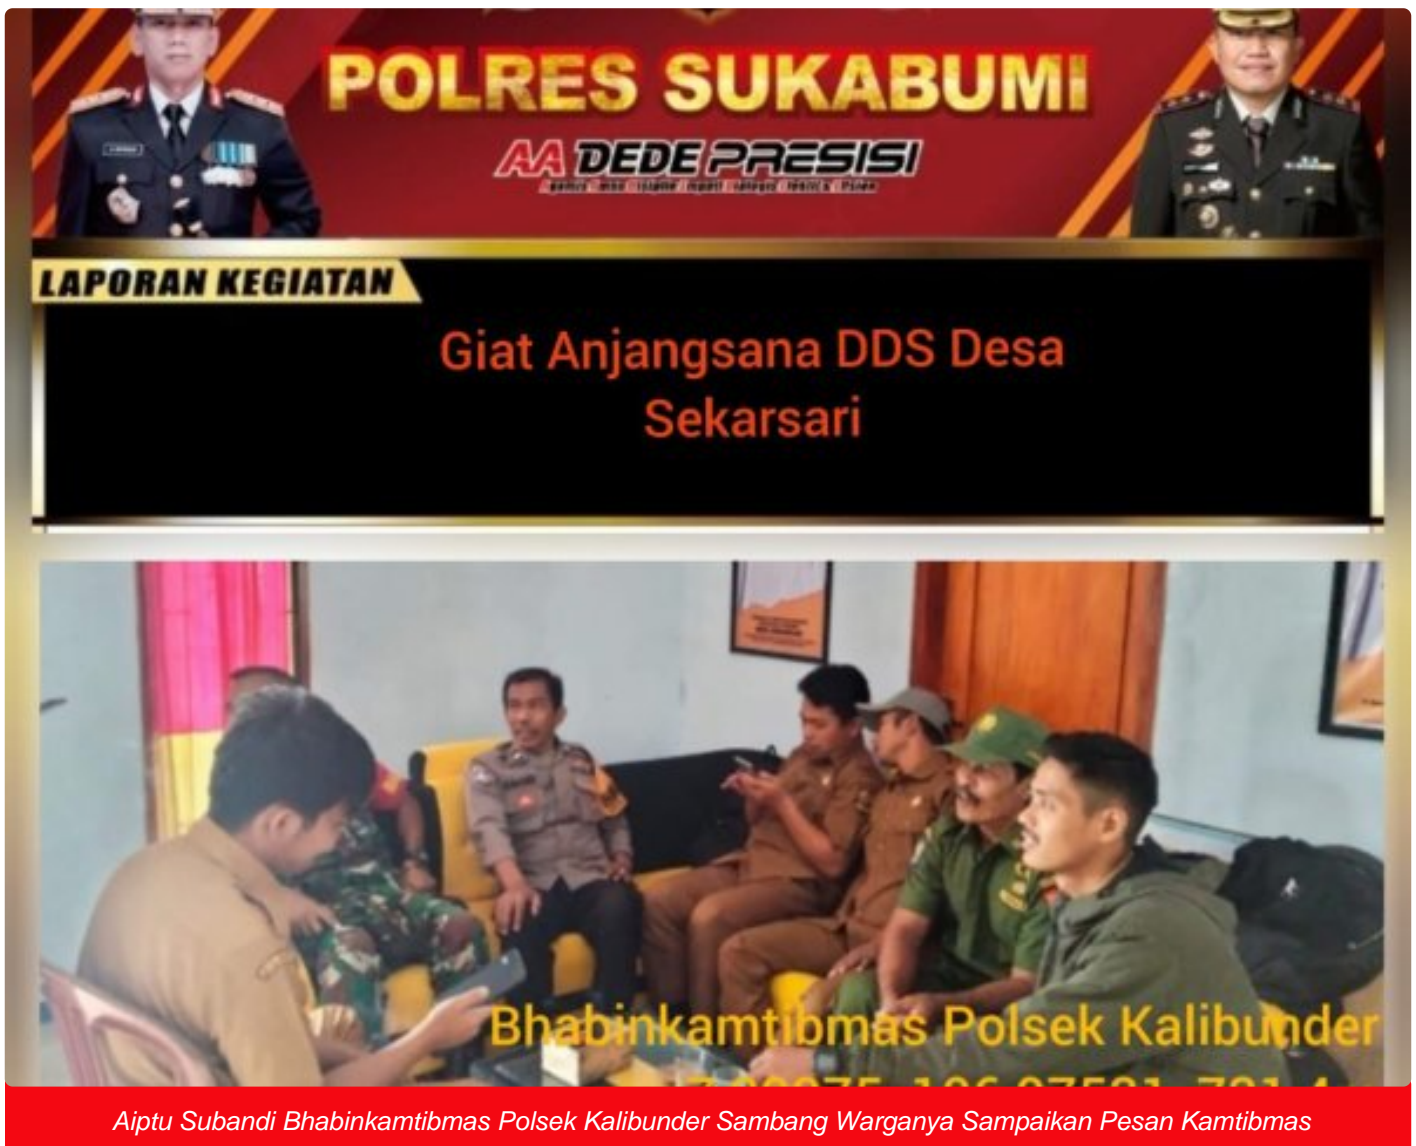 POLRES SUKABUMI
AA DEDE PRESISI
LAPORAN KEGIATAN
Giat Anjangsana DDS Desa
Sekarsari
Bhabinkamtibmas Polsek Kalibunder
Aiptu Subandi Bhabinkamtibmas Polsek Kalibunder Sambang Warganya Sampaikan Pesan Kamtibmas